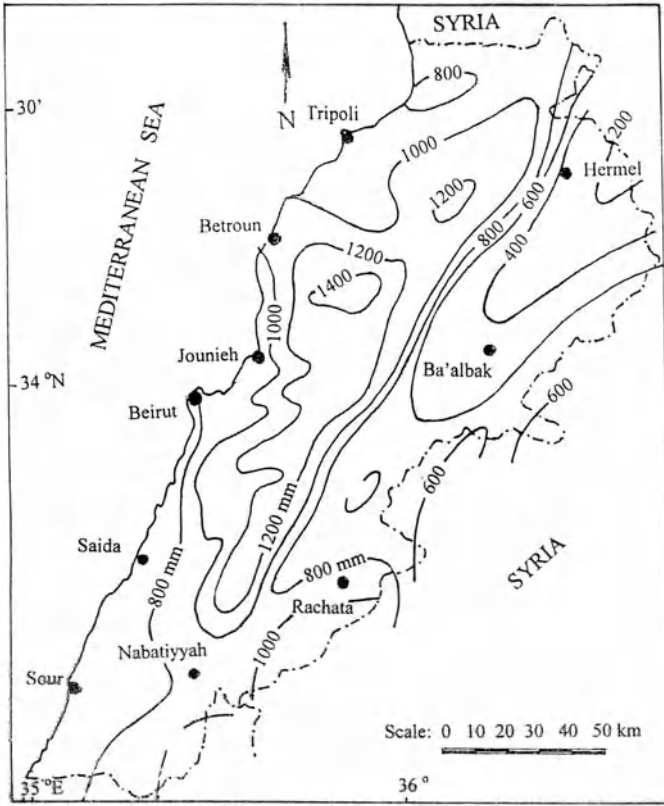 SYRIA
800
30'
Tripoli
N
1000
1200
Hermel
MEDITERRANEAN SEA
1200
600
Betroun
1200
800
400
1400
1000
Jounieh
Ba'albak
34 °N
Beirut
600
1200 mm
600
Saida
SYRIA
800 mm
800 mm
Rachata
Nabatiyyah
1000
Sour
Scale: 0 10 20 30 40 50 km
35 °E
36 °